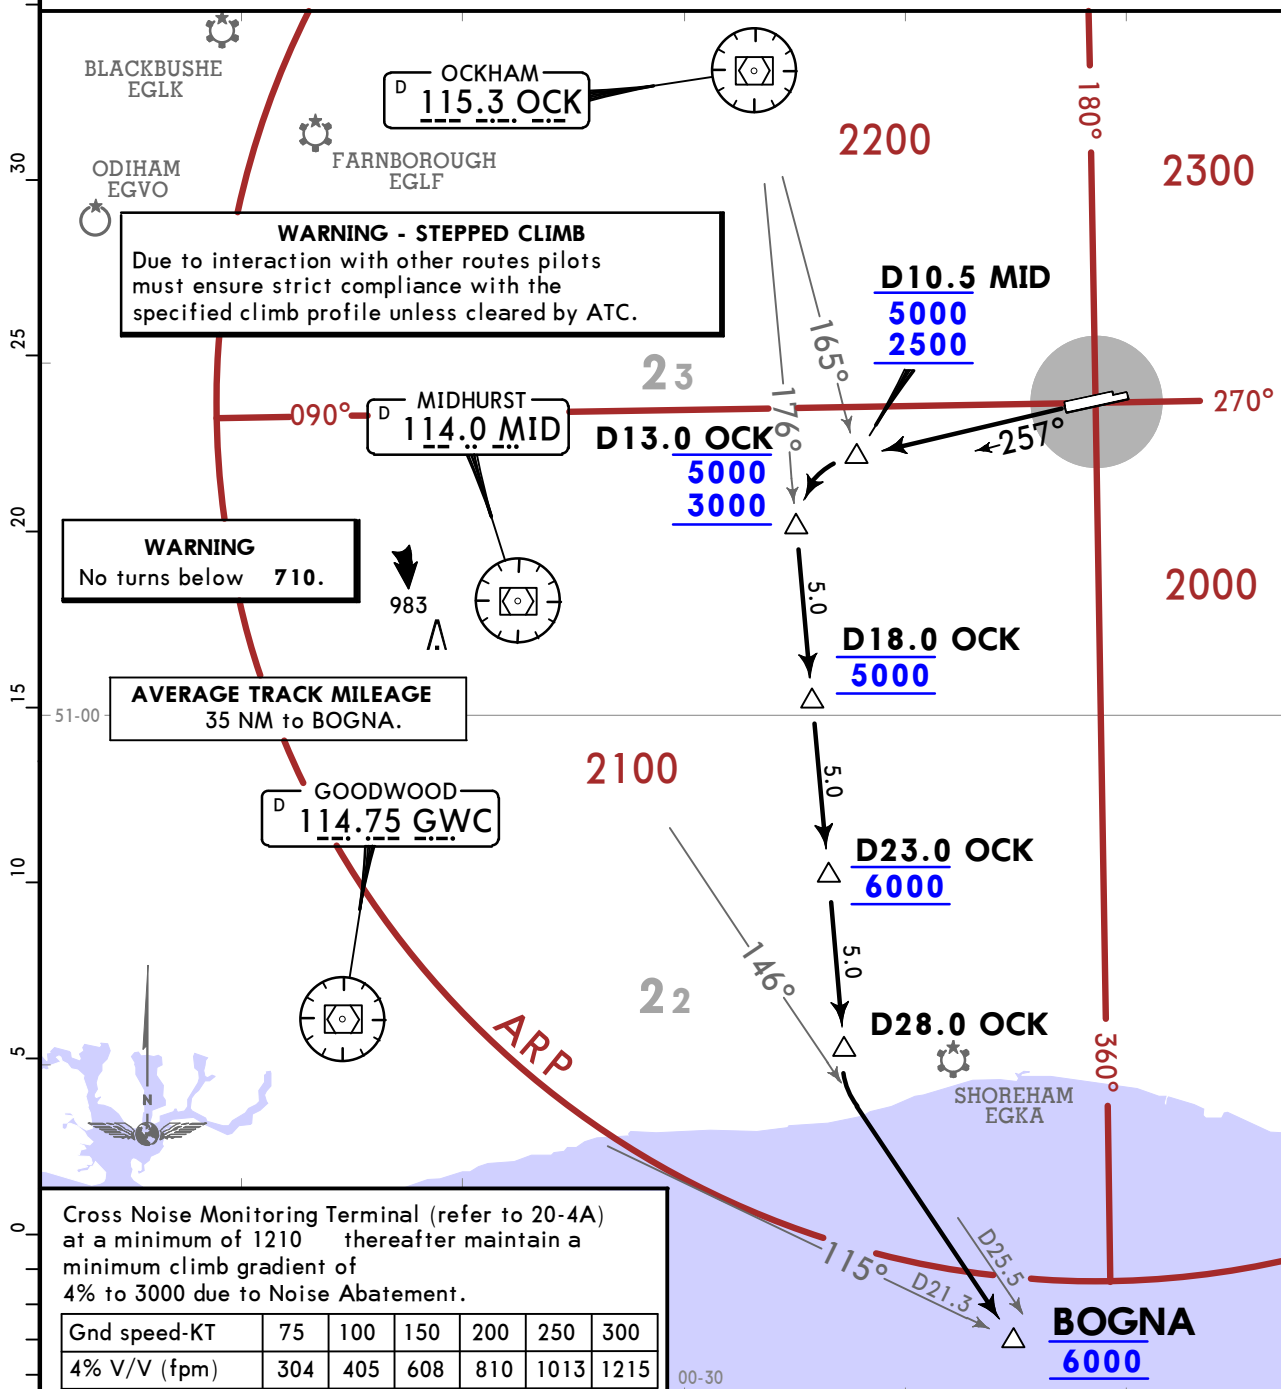 BLACKBUSHE
EGLK
OCKHAM
D 115.3 OCK
FARNBOROUGH
EGLF
ODIHAM
EGVO
2200
180°
2300
30
WARNING - STEPPED CLIMB
Due to interaction with other routes pilots
must ensure strict compliance with the
specified climb profile unless cleared by ATC.
D10.5 MID
5000
2500
165°
25
23
MIDHURST
D 114.0 MID
090°
270°
176°
D13.0 OCK
5000
3000
257°
20
WARNING
No turns below 710.
983
5.0
2000
D18.0 OCK
5000
15
51-00
AVERAGE TRACK MILEAGE
35 NM to BOGNA.
2100
5.0
GOODWOOD
D 114.75 GWC
D23.0 OCK
6000
10
146°
5.0
22
D28.0 OCK
ARP
5
360°
SHOREHAM
EGKA
N
0
Cross Noise Monitoring Terminal (refer to 20-4A)
at a minimum of 1210 thereafter maintain a
minimum climb gradient of
4% to 3000 due to Noise Abatement.
Gnd speed-KT 75 100 150 200 250 300
4% V/V (fpm) 304 405 608 810 1013 1215
115°
D21.3
D25.5
BOGNA
6000
00-30